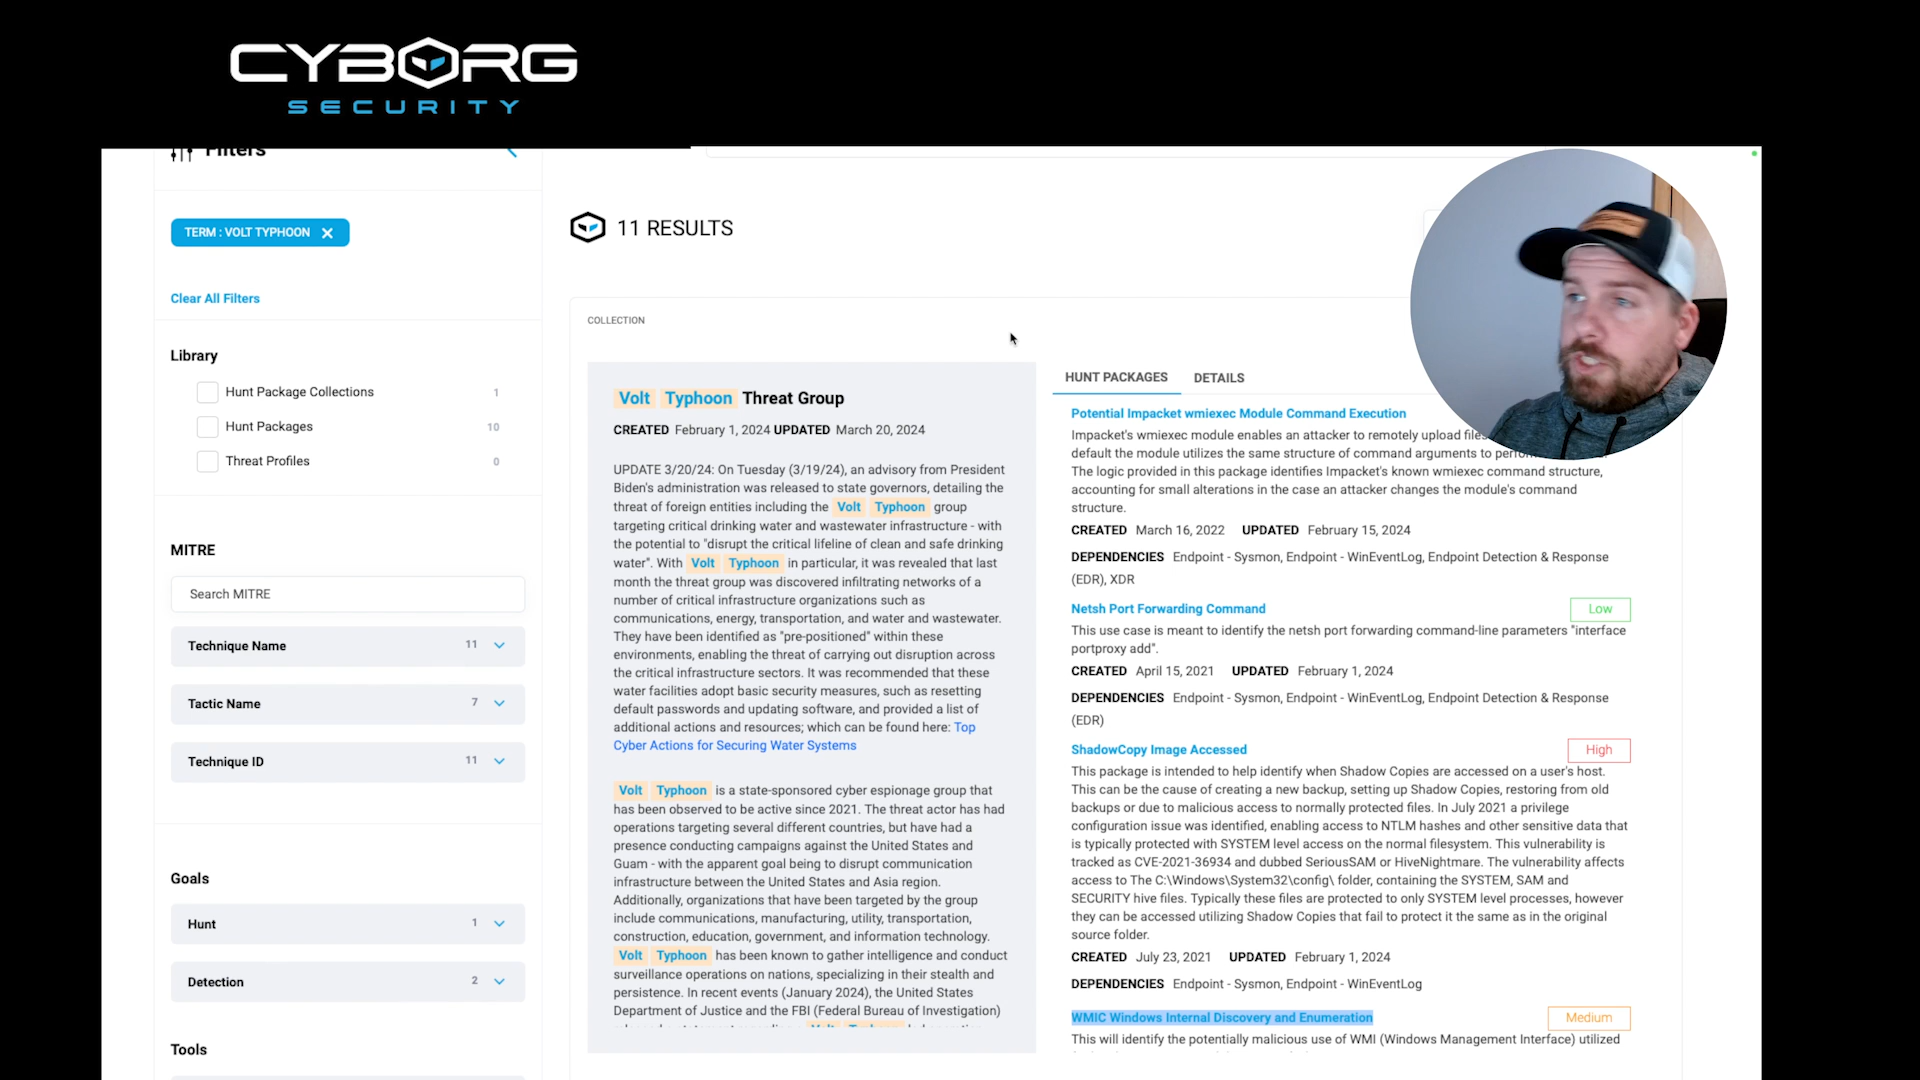 CYBORG
SECURITY
Filters
TERM : VOLT TYPHOON
Clear All Filters
Library
Hunt Package Collections 1
Hunt Packages 10
Threat Profiles 0
MITRE
Search MITRE
Technique Name 11
Tactic Name 7
Technique ID 11
Goals
Hunt 1
Detection 2
Tools
11 RESULTS
COLLECTION
Volt Typhoon Threat Group
CREATED February 1, 2024 UPDATED March 20, 2024
UPDATE 3/20/24: On Tuesday (3/19/24), an advisory from President
Biden's administration was released to state governors, detailing the
threat of foreign entities including the Volt Typhoon group
targeting critical drinking water and wastewater infrastructure - with
the potential to "disrupt the critical lifeline of clean and safe drinking
water". With Volt Typhoon in particular, it was revealed that last
month the threat group was discovered infiltrating networks of a
number of critical infrastructure organizations such as
communications, energy, transportation, and water and wastewater.
They have been identified as "pre-positioned" within these
environments, enabling the threat of carrying out disruption across
the critical infrastructure sectors. It was recommended that these
water facilities adopt basic security measures, such as resetting
default passwords and updating software, and provided a list of
additional actions and resources; which can be found here: Top
Cyber Actions for Securing Water Systems
Volt Typhoon is a state-sponsored cyber espionage group that
has been observed to be active since 2021. The threat actor has had
operations targeting several different countries, but have had a
presence conducting campaigns against the United States and
Guam - with the apparent goal being to disrupt communication
infrastructure between the United States and Asia region.
Additionally, organizations that have been targeted by the group
include communications, manufacturing, utility, transportation,
construction, education, government, and information technology.
Volt Typhoon has been known to gather intelligence and conduct
surveillance operations on nations, specializing in their stealth and
persistence. In recent events (January 2024), the United States
Department of Justice and the FBI (Federal Bureau of Investigation)
HUNT PACKAGES DETAILS
Potential Impacket wmiexec Module Command Execution
Impacket's wmiexec module enables an attacker to remotely upload files
default the module utilizes the same structure of command arguments to
The logic provided in this package identifies Impacket's known wmiexec command structure,
accounting for small alterations in the case an attacker changes the module's command
structure.
CREATED March 16, 2022 UPDATED February 15, 2024
DEPENDENCIES Endpoint - Sysmon, Endpoint - WinEventLog, Endpoint Detection & Response
(EDR), XDR
Netsh Port Forwarding Command Low
This use case is meant to identify the netsh port forwarding command-line parameters "interface
portproxy add".
CREATED April 15, 2021 UPDATED February 1, 2024
DEPENDENCIES Endpoint - Sysmon, Endpoint - WinEventLog, Endpoint Detection & Response
(EDR)
ShadowCopy Image Accessed High
This package is intended to help identify when Shadow Copies are accessed on a user's host.
This can be the cause of creating a new backup, setting up Shadow Copies, restoring from old
backups or due to malicious access to normally protected files. In July 2021 a privilege
configuration issue was identified, enabling access to NTLM hashes and other sensitive data that
is typically protected with SYSTEM level access on the normal filesystem. This vulnerability is
tracked as CVE-2021-36934 and dubbed SeriousSAM or HiveNightmare. The vulnerability affects
access to The C:\Windows\System32\config\ folder, containing the SYSTEM, SAM and
SECURITY hive files. Typically these files are protected to only SYSTEM level processes, however
they can be accessed utilizing Shadow Copies that fail to protect it the same as in the original
source folder.
CREATED July 23, 2021 UPDATED February 1, 2024
DEPENDENCIES Endpoint - Sysmon, Endpoint - WinEventLog
WMIC Windows Internal Discovery and Enumeration Medium
This will identify the potentially malicious use of WMI (Windows Management Interface) utilized